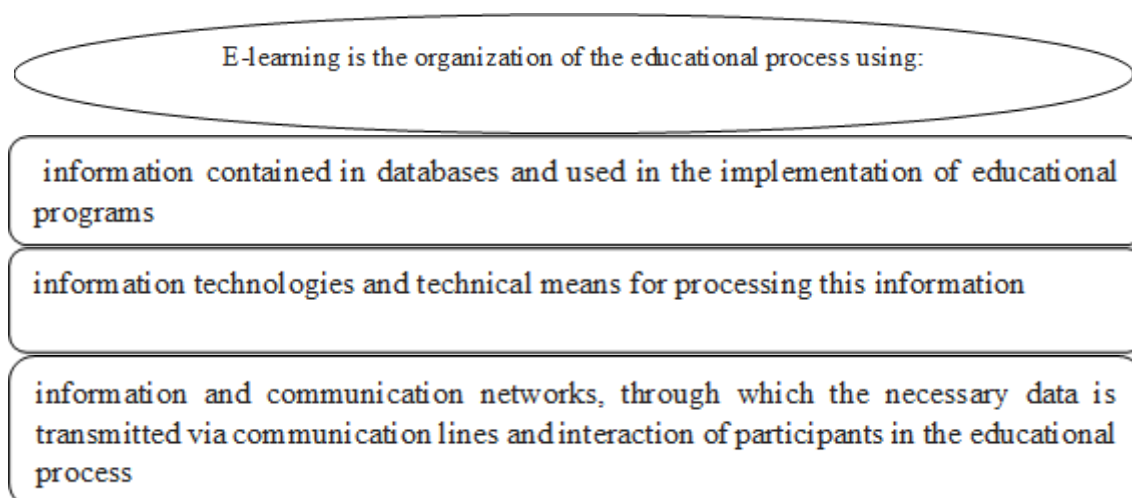 E-learning is the organization of the educational process using:
information contained in databases and used in the implementation of educational
programs
information technologies and technical means for processing this information
information and communication networks, through which the necessary data is
transmitted via communication lines and interaction of participants in the educational
process